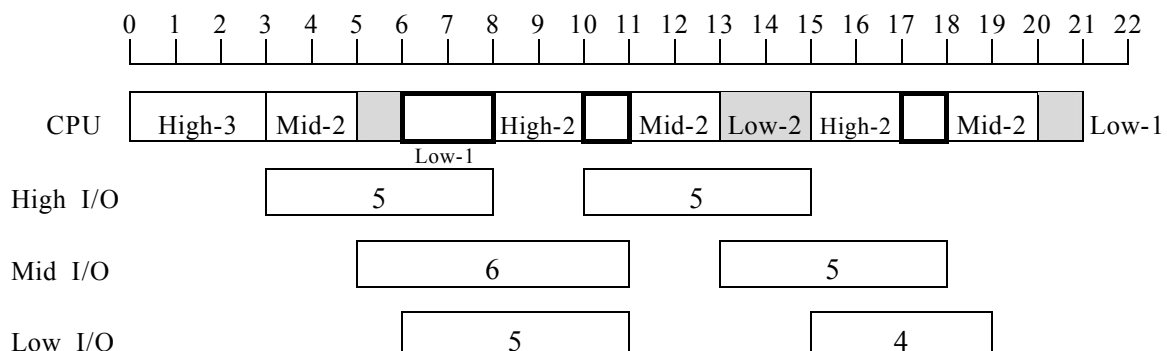 0 1 2 3 4 5 6 7 8 9 10 11 12 13 14 15 16 17 18 19 20 21 22
CPU High-3 Mid-2 High-2 Mid-2 Low-2 High-2 Mid-2 Low-1
Low-1
High I/O 5 5
Mid I/O 6 5
Low I/O 5 4